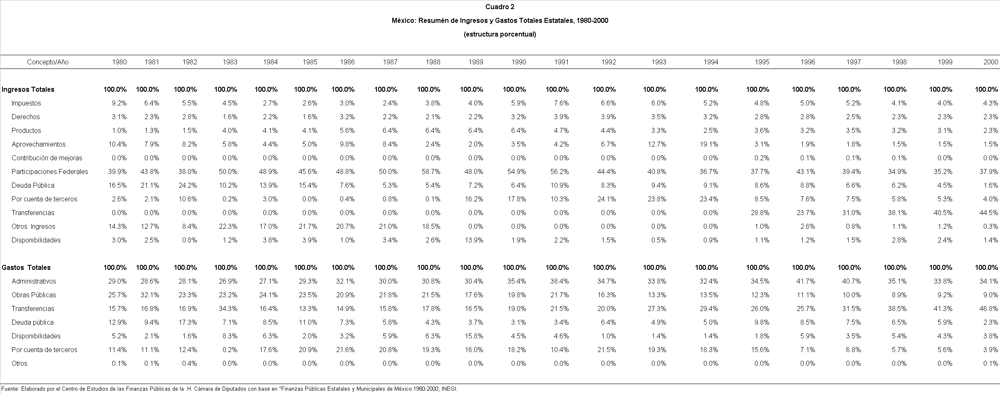 Cuadro 2
México: Resumén de Ingresos y Gastos Totales Estatales, 1980-2000
(estructura porcentual)
Concepto/Año 1980 1981 1982 1983 1984 1985 1986 1987 1988 1989 1990 1991 1992 1993 1994 1995 1996 1997 1998 1999 2000
Ingresos Totales 100.0% 100.0% 100.0% 100.0% 100.0% 100.0% 100.0% 100.0% 100.0% 100.0% 100.0% 100.0% 100.0% 100.0% 100.0% 100.0% 100.0% 100.0% 100.0% 100.0% 100.0%
Impuestos 9.2% 6.4% 5.5% 4.5% 2.7% 2.6% 3.0% 2.4% 3.8% 4.0% 5.9% 7.6% 6.6% 6.0% 5.2% 4.8% 5.0% 5.2% 4.1% 4.0% 4.3%
Derechos 3.1% 2.3% 2.8% 1.6% 2.2% 1.6% 3.2% 2.2% 2.1% 2.2% 3.2% 3.9% 3.9% 3.5% 3.2% 2.8% 2.8% 2.5% 2.3% 2.3% 2.3%
Productos 1.0% 1.3% 1.5% 4.0% 4.1% 4.1% 5.6% 6.4% 6.4% 6.4% 6.4% 4.7% 4.4% 3.3% 2.5% 3.6% 3.2% 3.5% 3.2% 3.1% 2.3%
Aprovechamientos 10.4% 7.9% 8.2% 5.8% 4.4% 5.0% 9.8% 8.4% 2.4% 2.0% 3.5% 4.2% 6.7% 12.7% 19.1% 3.1% 1.9% 1.8% 1.5% 1.5% 1.5%
Contribución de mejoras 0.0% 0.0% 0.0% 0.0% 0.0% 0.0% 0.0% 0.0% 0.0% 0.0% 0.0% 0.0% 0.0% 0.0% 0.0% 0.2% 0.1% 0.1% 0.1% 0.0% 0.0%
Participaciones Federales 39.9% 43.8% 38.0% 50.0% 48.9% 45.6% 48.8% 50.0% 58.7% 48.0% 54.9% 56.2% 44.4% 40.8% 36.7% 37.7% 43.1% 39.4% 34.9% 35.2% 37.9%
Deuda Pública 16.5% 21.1% 24.2% 10.2% 13.9% 15.4% 7.6% 5.3% 5.4% 7.2% 6.4% 10.9% 8.3% 9.4% 9.1% 8.6% 8.8% 6.6% 6.2% 4.5% 1.6%
Por cuenta de terceros 2.6% 2.1% 10.6% 0.2% 3.0% 0.0% 0.4% 0.8% 0.1% 16.2% 17.8% 10.3% 24.1% 23.8% 23.4% 8.5% 7.6% 7.5% 5.8% 5.3% 4.0%
Transferencias 0.0% 0.0% 0.0% 0.0% 0.0% 0.0% 0.0% 0.0% 0.0% 0.0% 0.0% 0.0% 0.0% 0.0% 0.0% 28.8% 23.7% 31.0% 38.1% 40.5% 44.5%
Otros Ingresos 14.3% 12.7% 8.4% 22.3% 17.0% 21.7% 20.7% 21.0% 18.5% 0.0% 0.0% 0.0% 0.0% 0.0% 0.0% 1.0% 2.6% 0.8% 1.1% 1.2% 0.3%
Disponibilidades 3.0% 2.5% 0.8% 1.2% 3.8% 3.9% 1.0% 3.4% 2.6% 13.9% 1.9% 2.2% 1.5% 0.5% 0.9% 1.1% 1.2% 1.5% 2.8% 2.4% 1.4%
Gastos Totales 100.0% 100.0% 100.0% 100.0% 100.0% 100.0% 100.0% 100.0% 100.0% 100.0% 100.0% 100.0% 100.0% 100.0% 100.0% 100.0% 100.0% 100.0% 100.0% 100.0% 100.0%
Administrativos 29.0% 28.6% 28.1% 26.9% 27.1% 29.3% 32.1% 30.0% 30.8% 30.4% 35.4% 38.4% 34.7% 33.8% 32.4% 34.5% 41.7% 40.7% 35.1% 33.8% 34.1%
Obras Públicas 25.7% 32.1% 23.3% 23.2% 24.1% 23.5% 20.9% 21.8% 21.5% 17.6% 19.8% 21.7% 16.3% 13.3% 13.5% 12.3% 11.1% 10.0% 8.9% 9.2% 9.0%
Transferencias 15.7% 16.8% 16.9% 34.3% 16.4% 13.3% 14.9% 15.8% 17.8% 16.5% 19.0% 21.5% 20.0% 27.3% 29.4% 26.0% 25.7% 31.5% 38.5% 41.3% 46.8%
Deuda pública 12.9% 9.4% 17.3% 7.1% 8.5% 11.0% 7.3% 5.8% 4.3% 3.7% 3.1% 3.4% 6.4% 4.9% 5.0% 9.8% 8.5% 7.5% 6.5% 5.9% 2.3%
Disponibilidades 5.2% 2.1% 1.6% 8.3% 6.3% 2.0% 3.2% 5.9% 6.3% 15.8% 4.5% 4.6% 1.0% 1.4% 1.4% 1.8% 5.9% 3.5% 5.4% 4.3% 3.8%
Por cuenta de terceros 11.4% 11.1% 12.4% 0.2% 17.6% 20.9% 21.6% 20.8% 19.3% 16.0% 18.2% 10.4% 21.5% 19.3% 18.3% 15.6% 7.1% 6.8% 5.7% 5.6% 3.9%
Otros 0.1% 0.1% 0.4% 0.0% 0.0% 0.0% 0.0% 0.0% 0.0% 0.0% 0.0% 0.0% 0.0% 0.0% 0.0% 0.0% 0.0% 0.0% 0.0% 0.0% 0.1%
Fuente: Elaborado por el Centro de Estudios de las Finanzas Públicas de la H. Cámara de Diputados con base en "Finanzas Públicas Estatales y Municipales de México 1980-2000; INEGI.